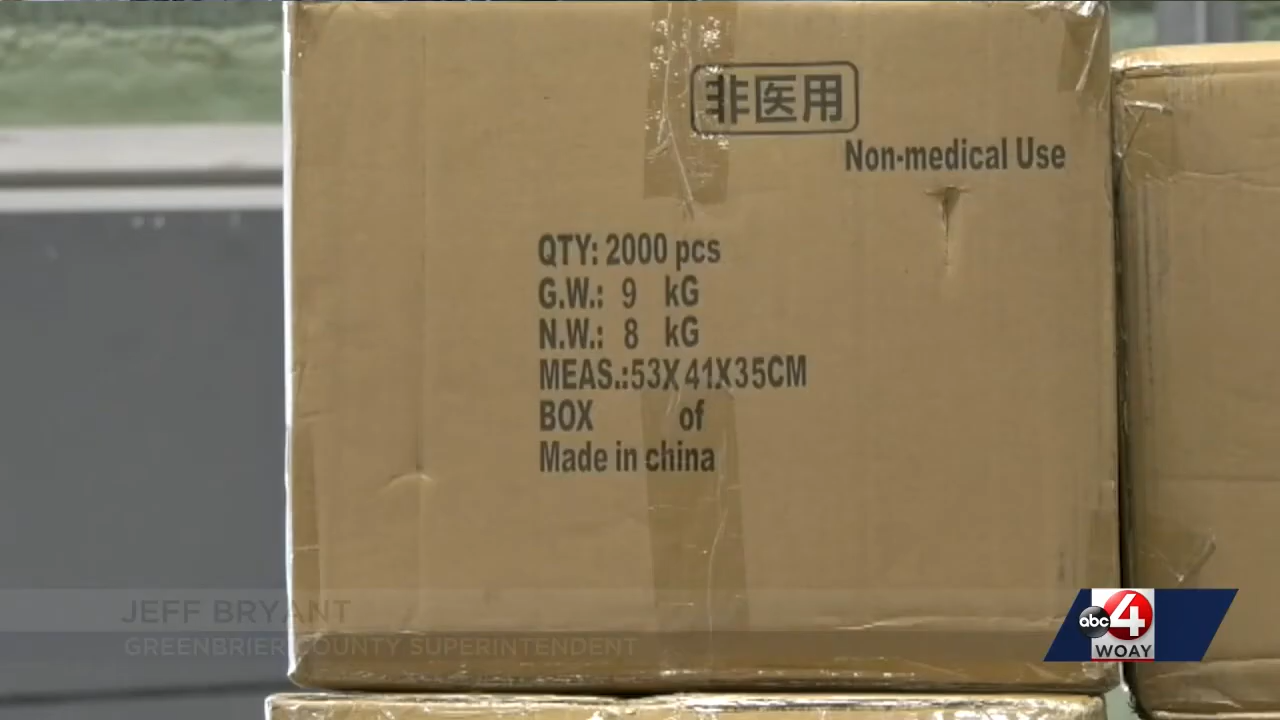 非医用
Non-medical Use
QTY: 2000 pcs
G.W.: 9 kG
N.W.: 8 kG
MEAS.:53X41X35CM
BOX of
Made in china
JEFF BRYANT
GREENBRIER COUNTY SUPERINTENDENT
abc 4
WOAY